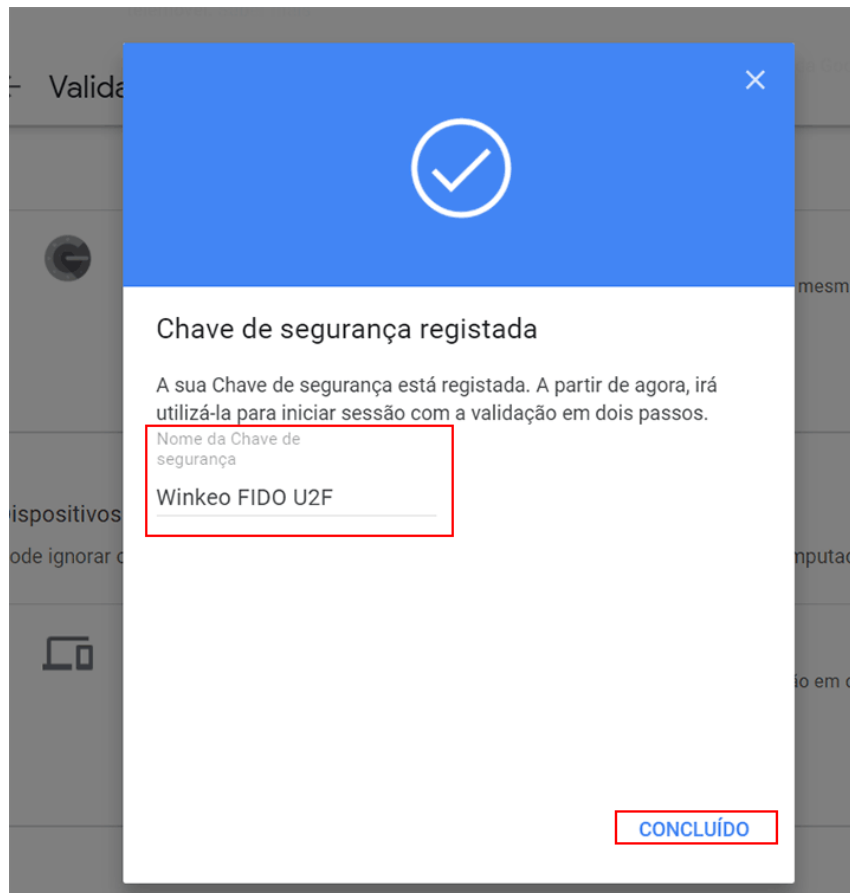 Valida
mesm
Chave de segurança registada
A sua Chave de segurança está registada. A partir de agora, irá
utilizá-la para iniciar sessão com a validação em dois passos.
Nome da Chave de
segurança
Winkeo FIDO U2F
ispositivos
ode ignorar
mputad
ão em
CONCLUÍDO